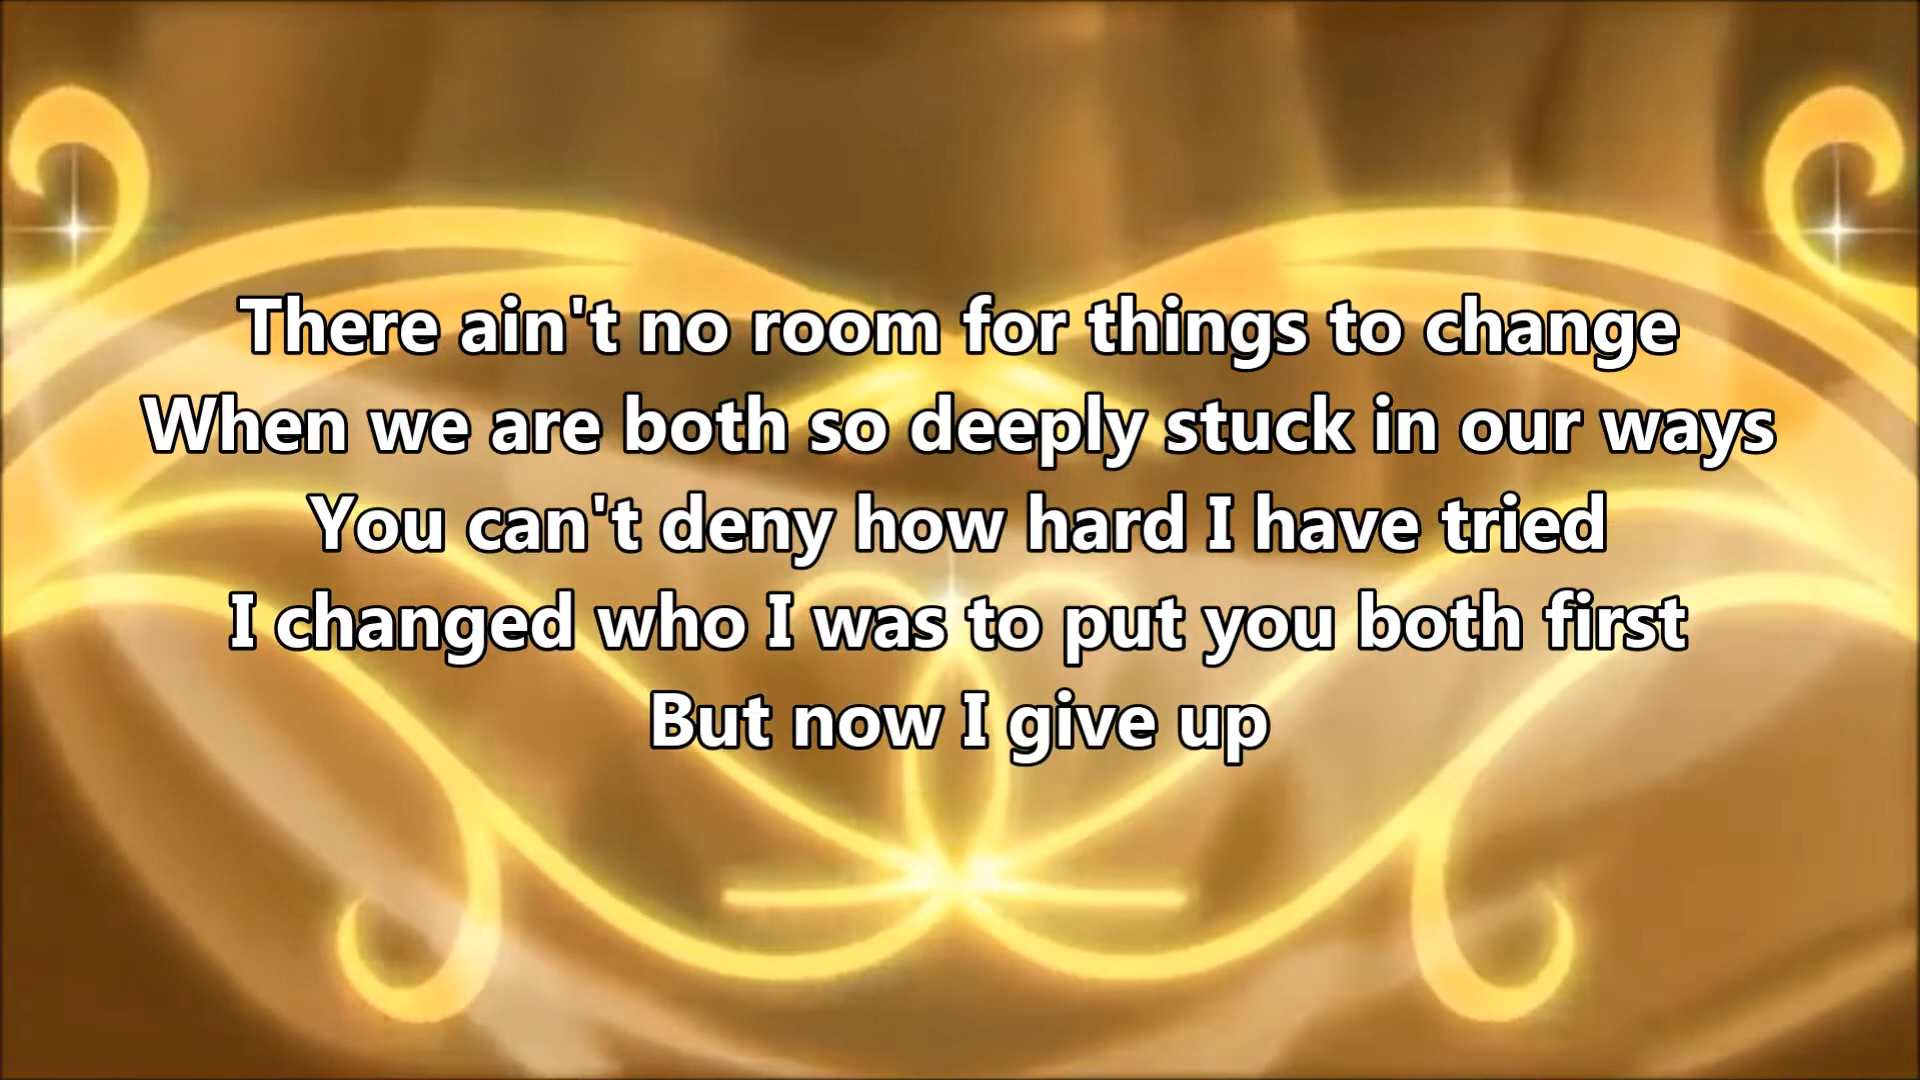 There ain't no room for things to change
When we are both so deeply stuck in our ways
You can't deny how hard I have tried
I changed who I was to put you both first
But now I give up